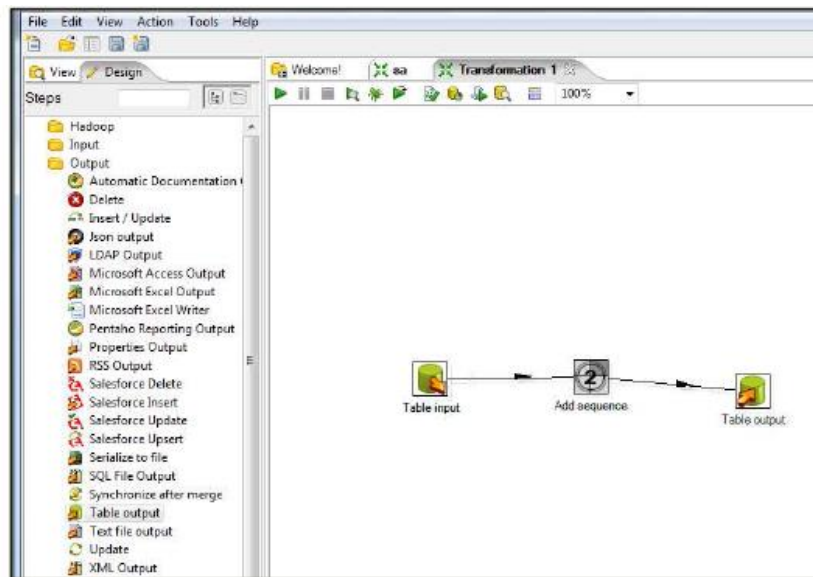 File Edit View Action Tools Help
View Design
Welcome! sa Transformation 1
Steps
100%
Hadoop
Input
Output
Automatic Documentation
Delete
Insert / Update
Json output
LDAP Output
Microsoft Access Output
Microsoft Excel Output
Microsoft Excel Writer
Pentaho Reporting Output
Properties Output
RSS Output
Salesforce Delete
Salesforce Insert
Salesforce Update
Salesforce Upsert
Serialize to file
SQL File Output
Synchronize after merge
Table output
Text file output
Update
XML Output
Table input
2
Add sequence
Table output